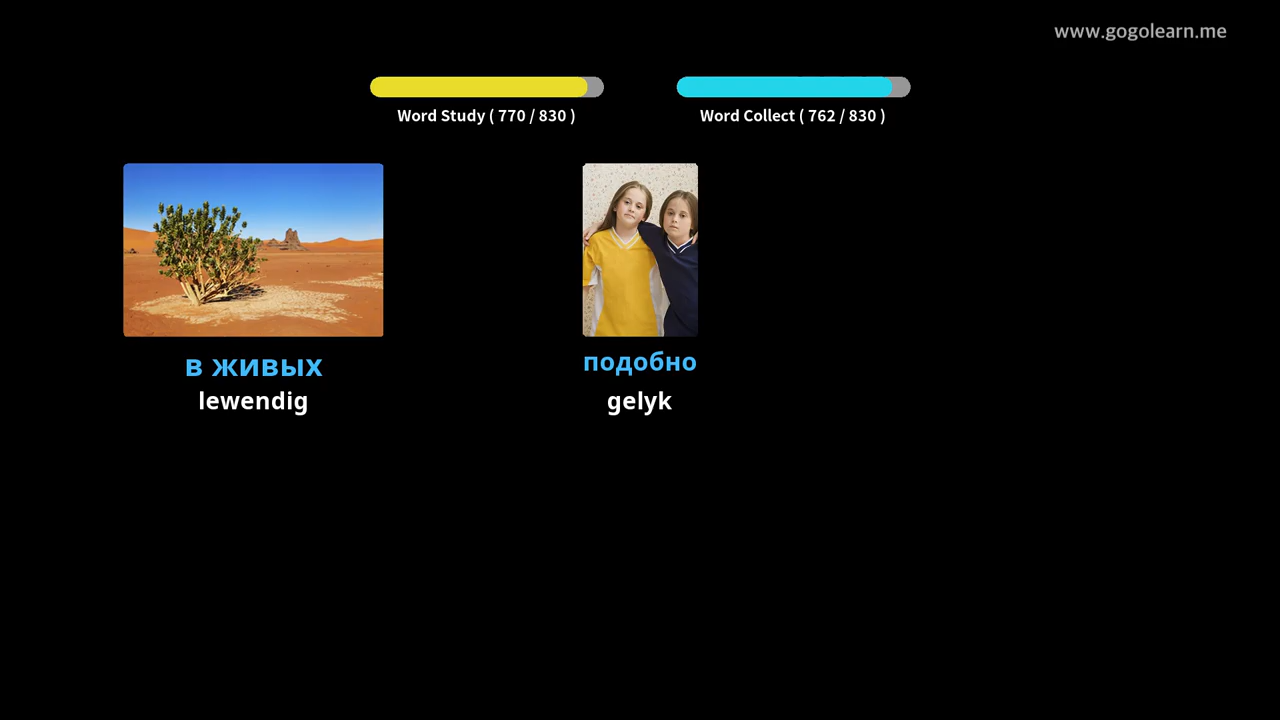 www.gogolearn.me
Word Study ( 770 / 830 )
Word Collect ( 762 / 830 )
в живых
lewendig
подобно
gelyk